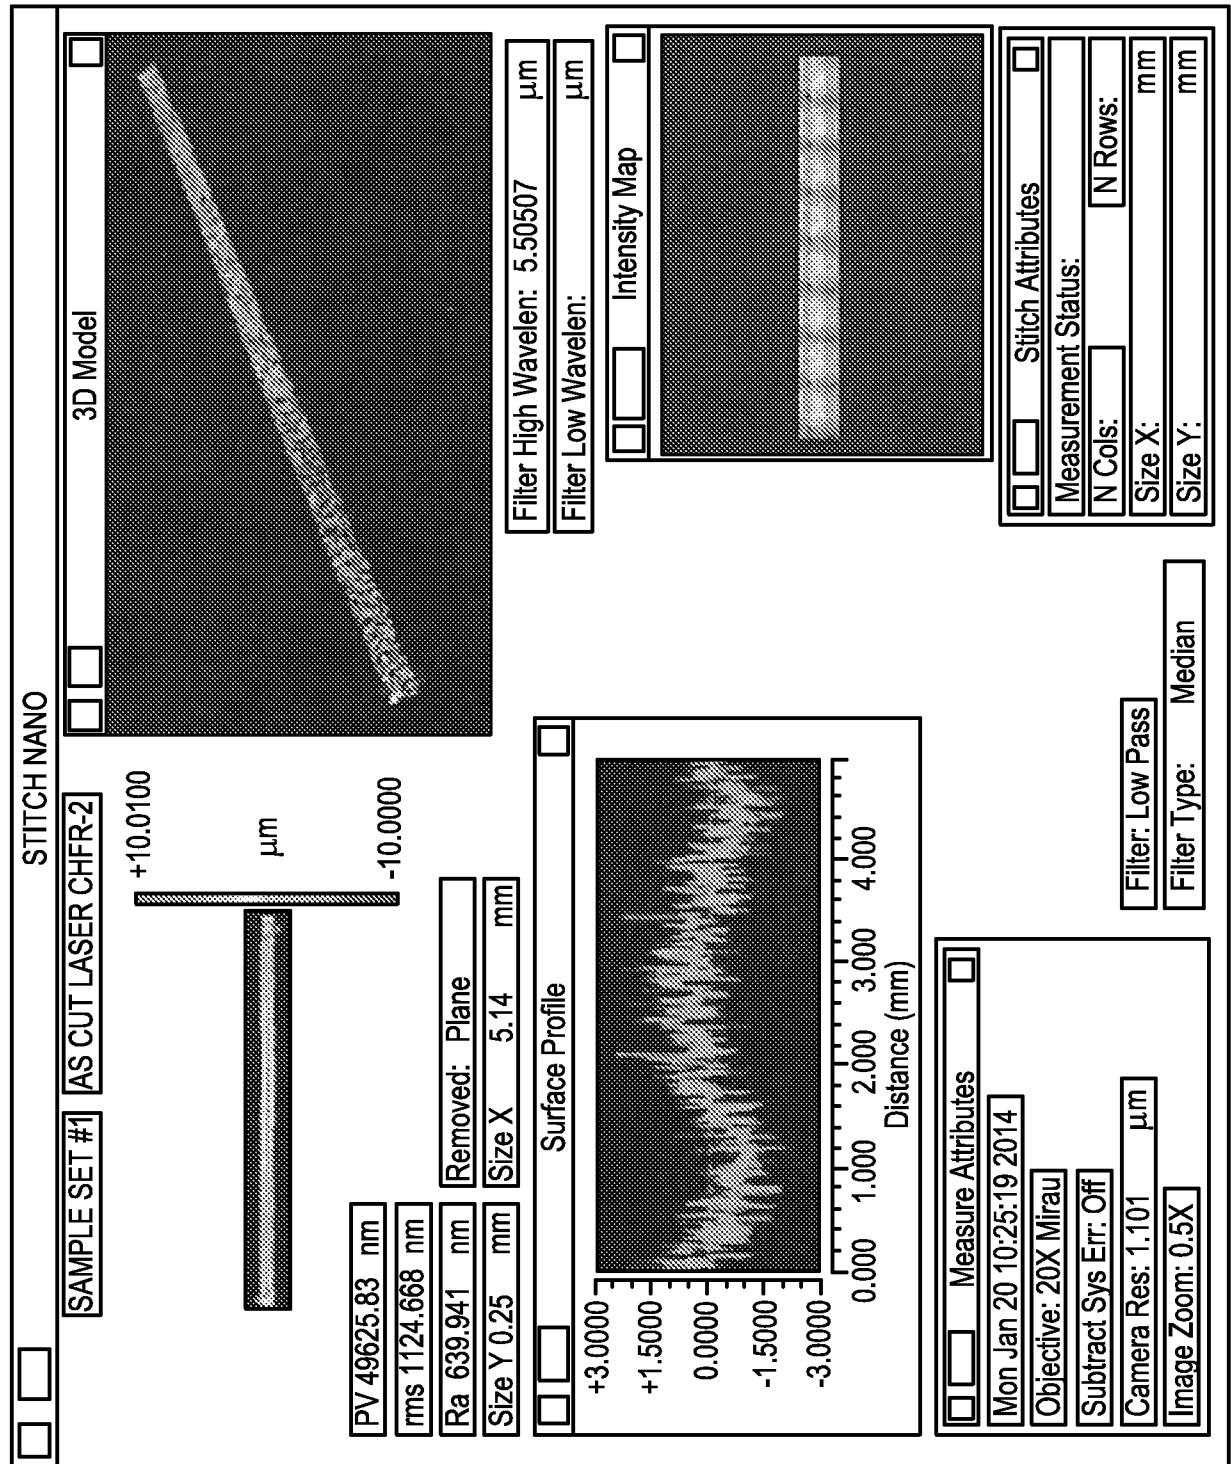 STITCH NANO
SAMPLE SET #1 AS CUT LASER CHFR-2
+10.0100
µm
-10.0000
PV 49625.83 nm
rms 1124.668 nm
Ra 639.941 nm
Removed: Plane
Size Y 0.25 mm
Size X 5.14 mm
3D Model
Filter High Wavelen: 5.50507 µm
Filter Low Wavelen: µm
Surface Profile
+3.0000
+1.5000
0.0000
-1.5000
-3.0000
0.000 1.000 2.000 3.000 4.000
Distance (mm)
Intensity Map
Measure Attributes
Mon Jan 20 10:25:19 2014
Objective: 20X Mirau
Subtract Sys Err: Off
Camera Res: 1.101 µm
Image Zoom: 0.5X
Filter: Low Pass
Filter Type: Median
Stitch Attributes
Measurement Status:
N Cols: N Rows:
Size X: mm
Size Y: mm